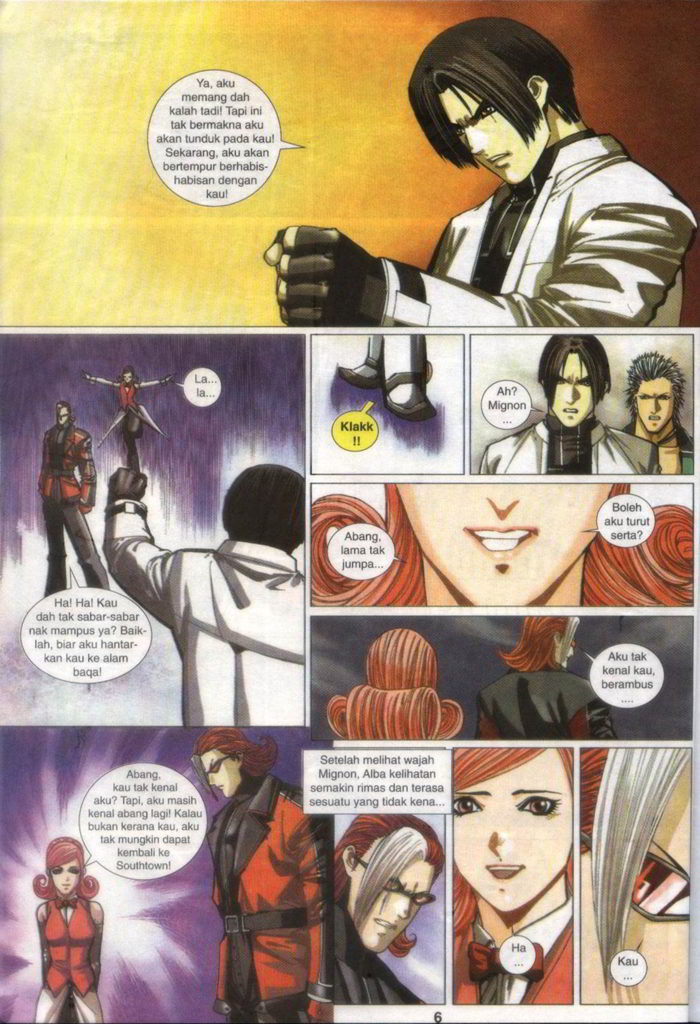 Ya, aku
memang dah
kalah tadi! Tapi ini
tak bermakna aku
akan tunduk pada kau!
Sekarang, aku akan
bertempur berhabis-
habisan dengan
kau!
La...
la...
Ha! Ha! Kau
dah tak sabar-sabar
nak mampus ya? Baik-
lah, biar aku hantar-
kan kau ke alam
baqa!
Klakk
!!
Ah?
Mignon
...
Abang,
lama tak
jumpa...
Boleh
aku turut
serta?
Aku tak
kenal kau,
berambus
....
Abang,
kau tak kenal
aku? Tapi, aku masih
kenal abang lagi! Kalau
bukan kerana kau, aku
tak mungkin dapat
kembali ke
Southtown!
Setelah melihat wajah
Mignon, Alba kelihatan
semakin rimas dan terasa
sesuatu yang tidak kena...
Ha
...
Kau
...
6